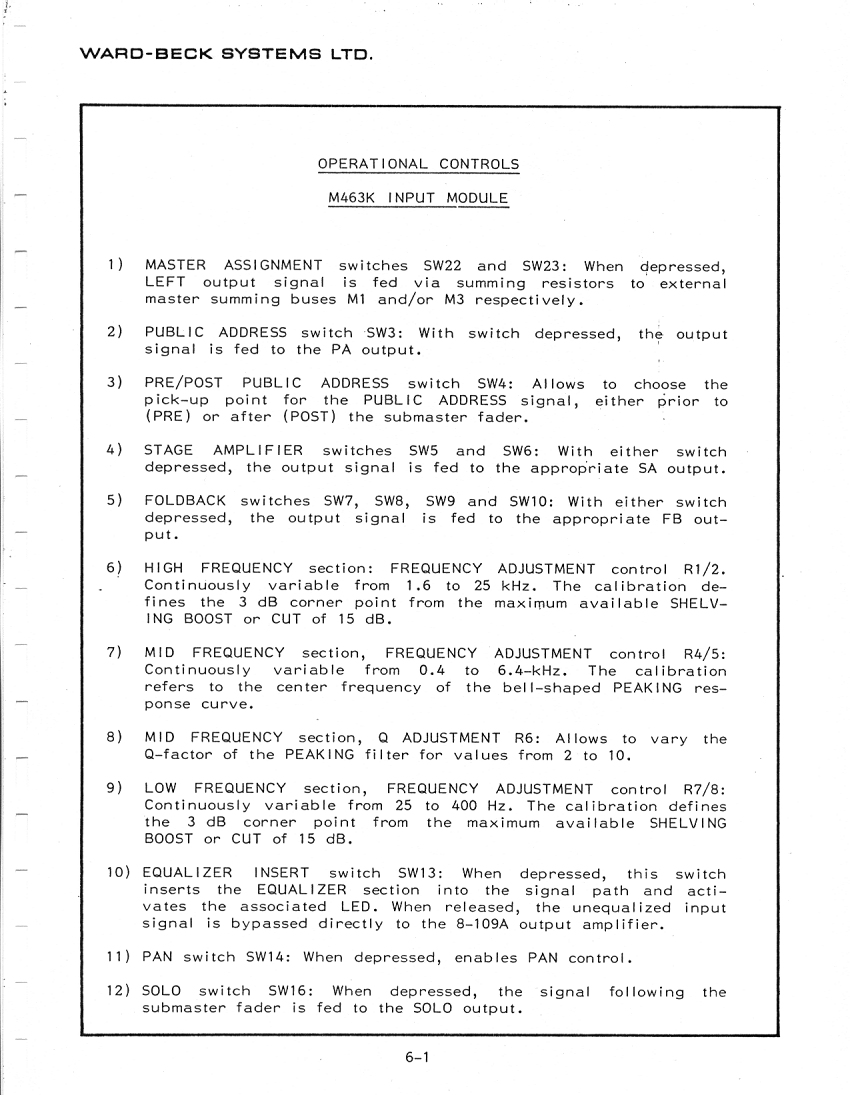 WARD-BECK SYSTEMS LTD.
OPERATIONAL CONTROLS
M463K INPUT MODULE
1) MASTER ASSIGNMENT switches SW22 and SW23: When depressed,
LEFT output signal is fed via summing resistors to external
master summing buses M1 and/or M3 respectively.
2) PUBLIC ADDRESS switch SW3: With switch depressed, the output
signal is fed to the PA output.
3) PRE/POST PUBLIC ADDRESS switch SW4: Allows to choose the
pick-up point for the PUBLIC ADDRESS signal, either prior to
(PRE) or after (POST) the submaster fader.
4) STAGE AMPLIFIER switches SW5 and SW6: With either switch
depressed, the output signal is fed to the appropriate SA output.
5) FOLDBACK switches SW7, SW8, SW9 and SW10: With either switch
depressed, the output signal is fed to the appropriate FB out-
put.
6) HIGH FREQUENCY section: FREQUENCY ADJUSTMENT control R1/2.
Continuously variable from 1.6 to 25 kHz. The calibration de-
fines the 3 dB corner point from the maximum available SHELV-
ING BOOST or CUT of 15 dB.
7) MID FREQUENCY section, FREQUENCY ADJUSTMENT control R4/5:
Continuously variable from 0.4 to 6.4-kHz. The calibration
refers to the center frequency of the bell-shaped PEAKING res-
ponse curve.
8) MID FREQUENCY section, Q ADJUSTMENT R6: Allows to vary the
Q-factor of the PEAKING filter for values from 2 to 10.
9) LOW FREQUENCY section, FREQUENCY ADJUSTMENT control R7/8:
Continuously variable from 25 to 400 Hz. The calibration defines
the 3 dB corner point from the maximum available SHELVING
BOOST or CUT of 15 dB.
10) EQUALIZER INSERT switch SW13: When depressed, this switch
inserts the EQUALIZER section into the signal path and acti-
vates the associated LED. When released, the unequalized input
signal is bypassed directly to the 8-109A output amplifier.
11) PAN switch SW14: When depressed, enables PAN control.
12) SOLO switch SW16: When depressed, the signal following the
submaster fader is fed to the SOLO output.
6-1